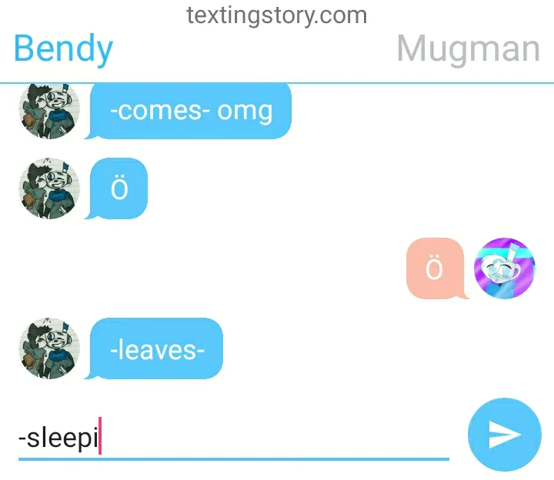 textingstory.com
Bendy
Mugman
-comes- omg
Ö
Ö
-leaves-
-sleepi